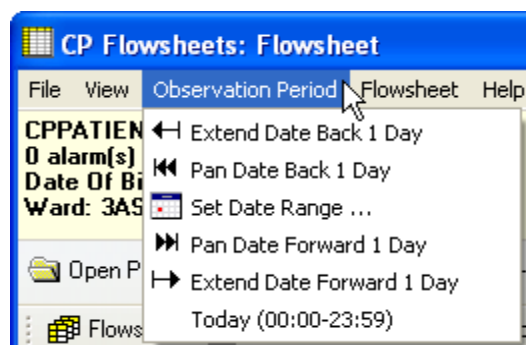 CP Flowsheets: Flowsheet
File View Observation Period Flowsheet Help
CPPATIEN
0 alarm(s)
Date Of Bi
Ward: 3AS
Extend Date Back 1 Day
Pan Date Back 1 Day
Set Date Range ...
Pan Date Forward 1 Day
Extend Date Forward 1 Day
Today (00:00-23:59)
Open P
Flows